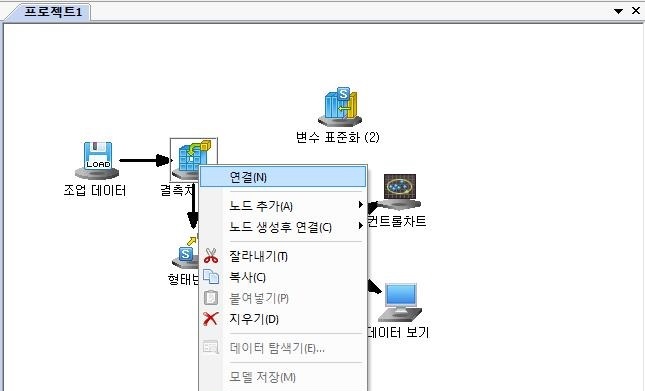 프로젝트1
변수 표준화 (2)
LOAD
조업 데이터
결측치
연결(N)
노드 추가(A)
노드 생성후 연결(C)
컨트롤차트
잘라내기(T)
형태변
복사(C)
붙여넣기(P)
지우기(D)
데이터 보기
데이터 탐색기(E)...
모델 저장(M)